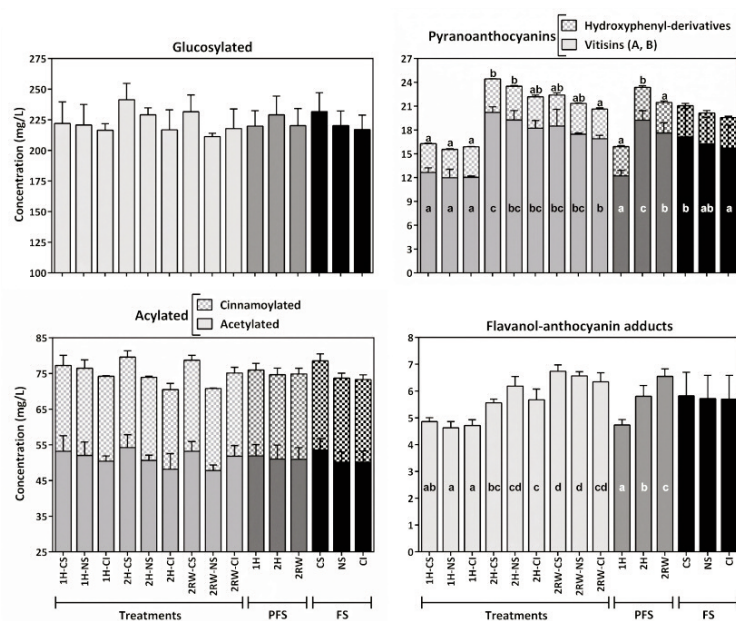 Glucosylated
Concentration (mg/L)
275
250
225
200
175
150
125
100
Pyranoanthocyanins
Hydroxyphenyl-derivatives
Vitisins (A, B)
27
24
21
18
15
12
9
6
3
0
a a a b b ab ab ab a a b a
a a a c bc bc bc bc b a c b b ab a
Acylated
Cinnamoylated
Acetylated
Concentration (mg/L)
85
75
65
55
45
35
25
1H-CS 1H-NS 1H-CI 2H-CS 2H-NS 2H-CI 2RW-CS 2RW-NS 2RW-CI 1H 2H 2RW CS NS CI
Treatments PFS FS
Flavanol-anthocyanin adducts
8
7
6
5
4
3
2
1
0
ab a a bc cd c d d cd a b c
1H-CS 1H-NS 1H-CI 2H-CS 2H-NS 2H-CI 2RW-CS 2RW-NS 2RW-CI 1H 2H 2RW CS NS CI
Treatments PFS FS